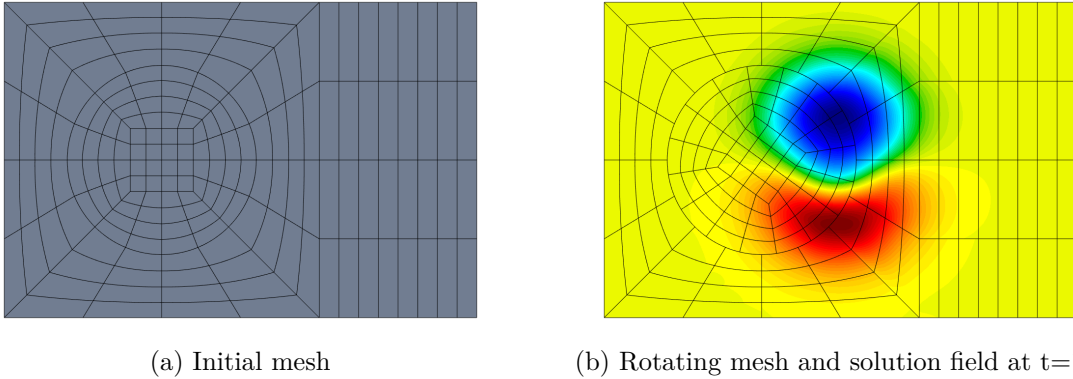 (a) Initial mesh
(b) Rotating mesh and solution field at t=